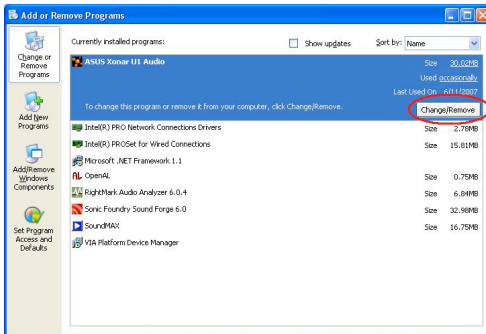 Add or Remove Programs
Change or
Remove
Programs
Add New
Programs
Add/Remove
Windows
Components
Set Program
Access and
Defaults
Currently installed programs:
Show updates
Sort by: Name
ASUS Xonar U1 Audio
Size 30.02MB
Used occasionally
Last Used On 6/11/2007
To change this program or remove it from your computer, click Change/Remove.
Change/Remove
Intel(R) PRO Network Connections Drivers Size 2.78MB
Intel(R) PROSet for Wired Connections Size 15.81MB
Microsoft .NET Framework 1.1
AL OpenAL Size 0.75MB
RightMark Audio Analyzer 6.0.4 Size 6.84MB
Sonic Foundry Sound Forge 6.0 Size 32.98MB
SoundMAX Size 16.75MB
VIA Platform Device Manager